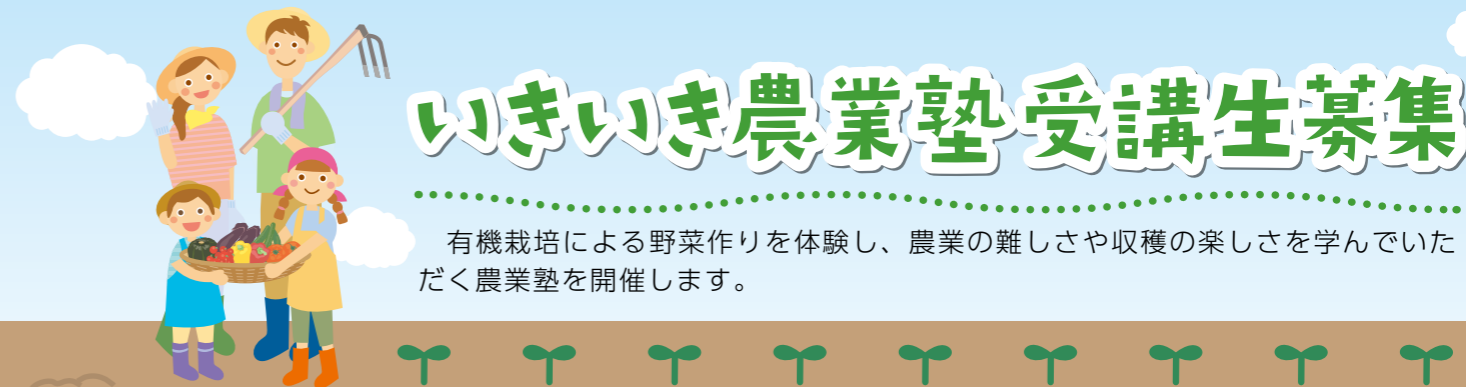 いきいき農業塾 受講生募集
有機栽培による野菜作りを体験し、農業の難しさや収穫の楽しさを学んでいた
だく農業塾を開催します。